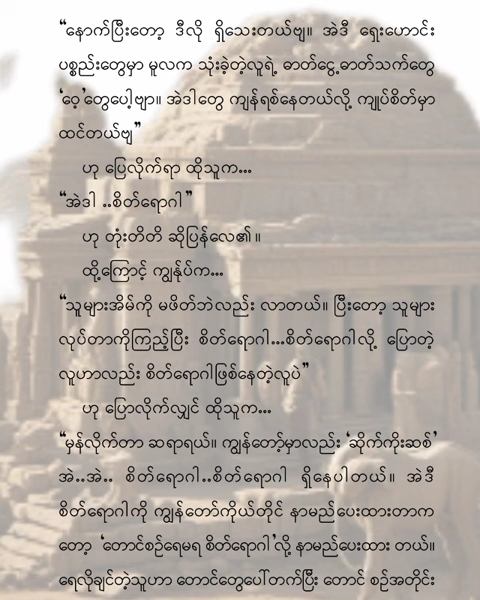 “နောက်ပြီးတော့ ဒီလို ရှိသေးတယ်ဗျ။ အဲဒီ ရှေးဟောင်း
ပစ္စည်းတွေမှာ မူလက သုံးခဲ့တဲ့လူရဲ့ ဓာတ်ငွေ့ဓာတ်သက်တွေ
‘ဝေ့’တွေပေါ့ဗျာ။ အဲဒါတွေ ကျန်ရစ်နေတယ်လို့ ကျုပ်စိတ်မှာ
ထင်တယ်ဗျ”
ဟု ပြေလိုက်ရာ ထိုသူက...
“အဲဒါ ..စိတ်ရောဂါ”
ဟု တုံးတိတိ ဆိုပြန်လေ၏။
ထို့ကြောင့် ကျွန်ုပ်က...
“သူများအိမ်ကို မဖိတ်ဘဲလည်း လာတယ်။ ပြီးတော့ သူများ
လုပ်တာကိုကြည့်ပြီး စိတ်ရောဂါ...စိတ်ရောဂါလို့ ပြောတဲ့
လူဟာလည်း စိတ်ရောဂါဖြစ်နေတဲ့လူပဲ”
ဟု ပြောလိုက်လျှင် ထိုသူက...
“မှန်လိုက်တာ ဆရာရယ်။ ကျွန်တော့်မှာလည်း ‘ဆိုက်ကိုးဆစ်’
အဲ..အဲ.. စိတ်ရောဂါ..စိတ်ရောဂါ ရှိနေပါတယ်။ အဲဒီ
စိတ်ရောဂါကို ကျွန်တော်ကိုယ်တိုင် နာမည်ပေးထားတာက
တော့ ‘တောင်စဉ်ရေမရ စိတ်ရောဂါ’လို့ နာမည်ပေးထား တယ်။
ရေလိုချင်တဲ့သူဟာ တောင်တွေပေါ်တက်ပြီး တောင် စဉ်အတိုင်း